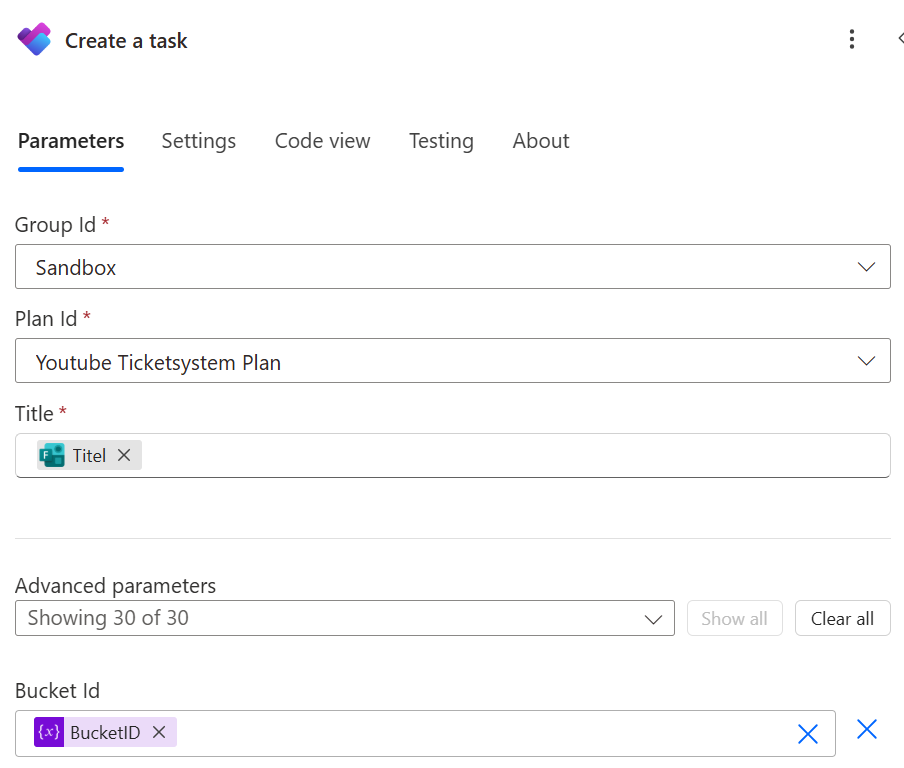 Create a task
Parameters Settings Code view Testing About
Group Id *
Sandbox
Plan Id *
Youtube Ticketsystem Plan
Title *
F Titel
Advanced parameters
Showing 30 of 30 Show all Clear all
Bucket Id
{x} BucketID